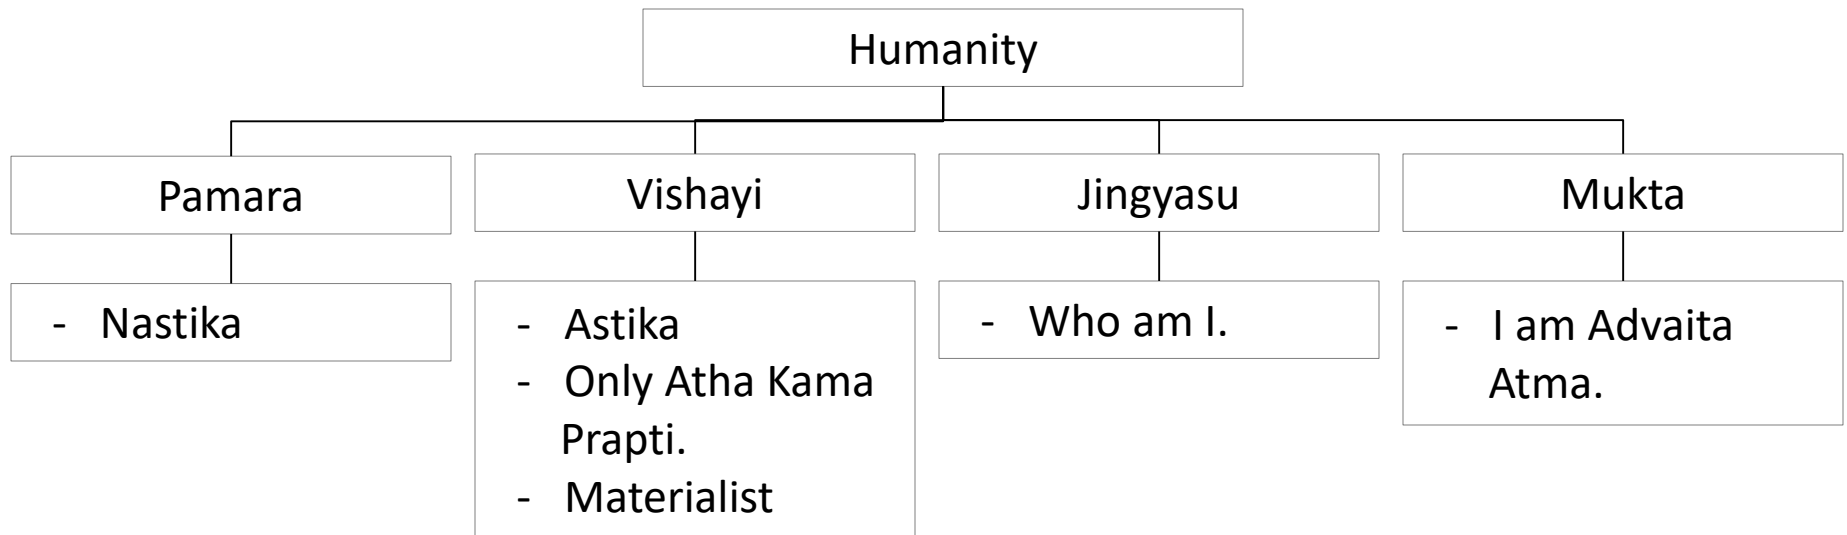 Humanity
Pamara
Vishayi
Jingyasu
Mukta
- Nastika
- Astika
- Only Atha Kama
Prapti.
- Materialist
- Who am I.
- I am Advaita
Atma.